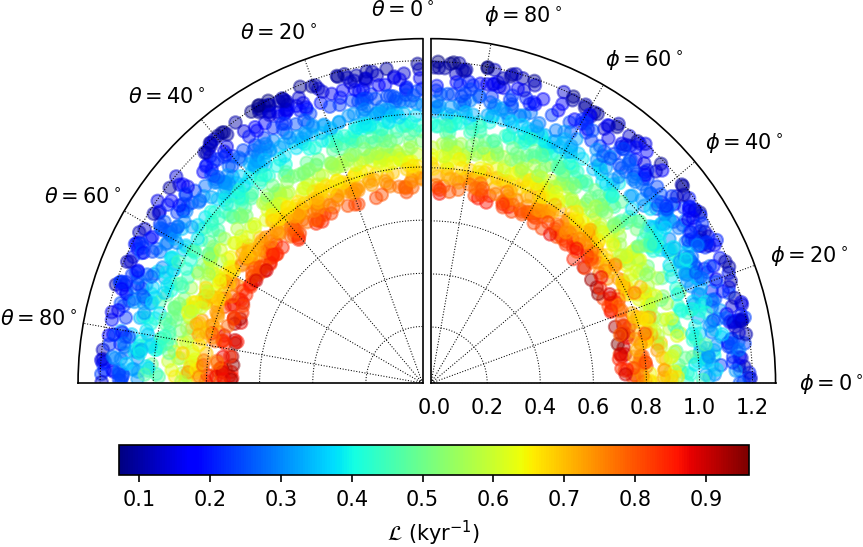 θ = 0°
ϕ = 80°
θ = 20°
ϕ = 60°
θ = 40°
ϕ = 40°
θ = 60°
ϕ = 20°
θ = 80°
ϕ = 0°
0.0 0.2 0.4 0.6 0.8 1.0 1.2
0.1 0.2 0.3 0.4 0.5 0.6 0.7 0.8 0.9
ℒ (kyr⁻¹)